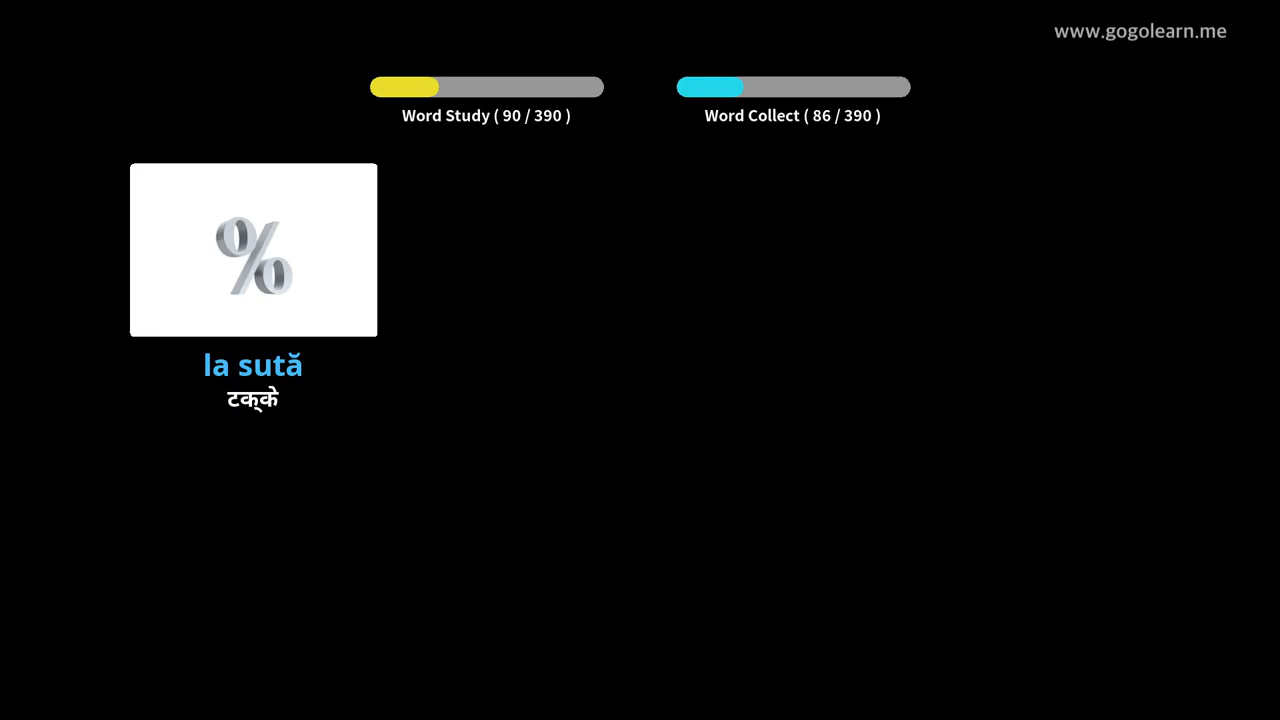 www.gogolearn.me
Word Study ( 90 / 390 )
Word Collect ( 86 / 390 )
%
la sută
टक्के